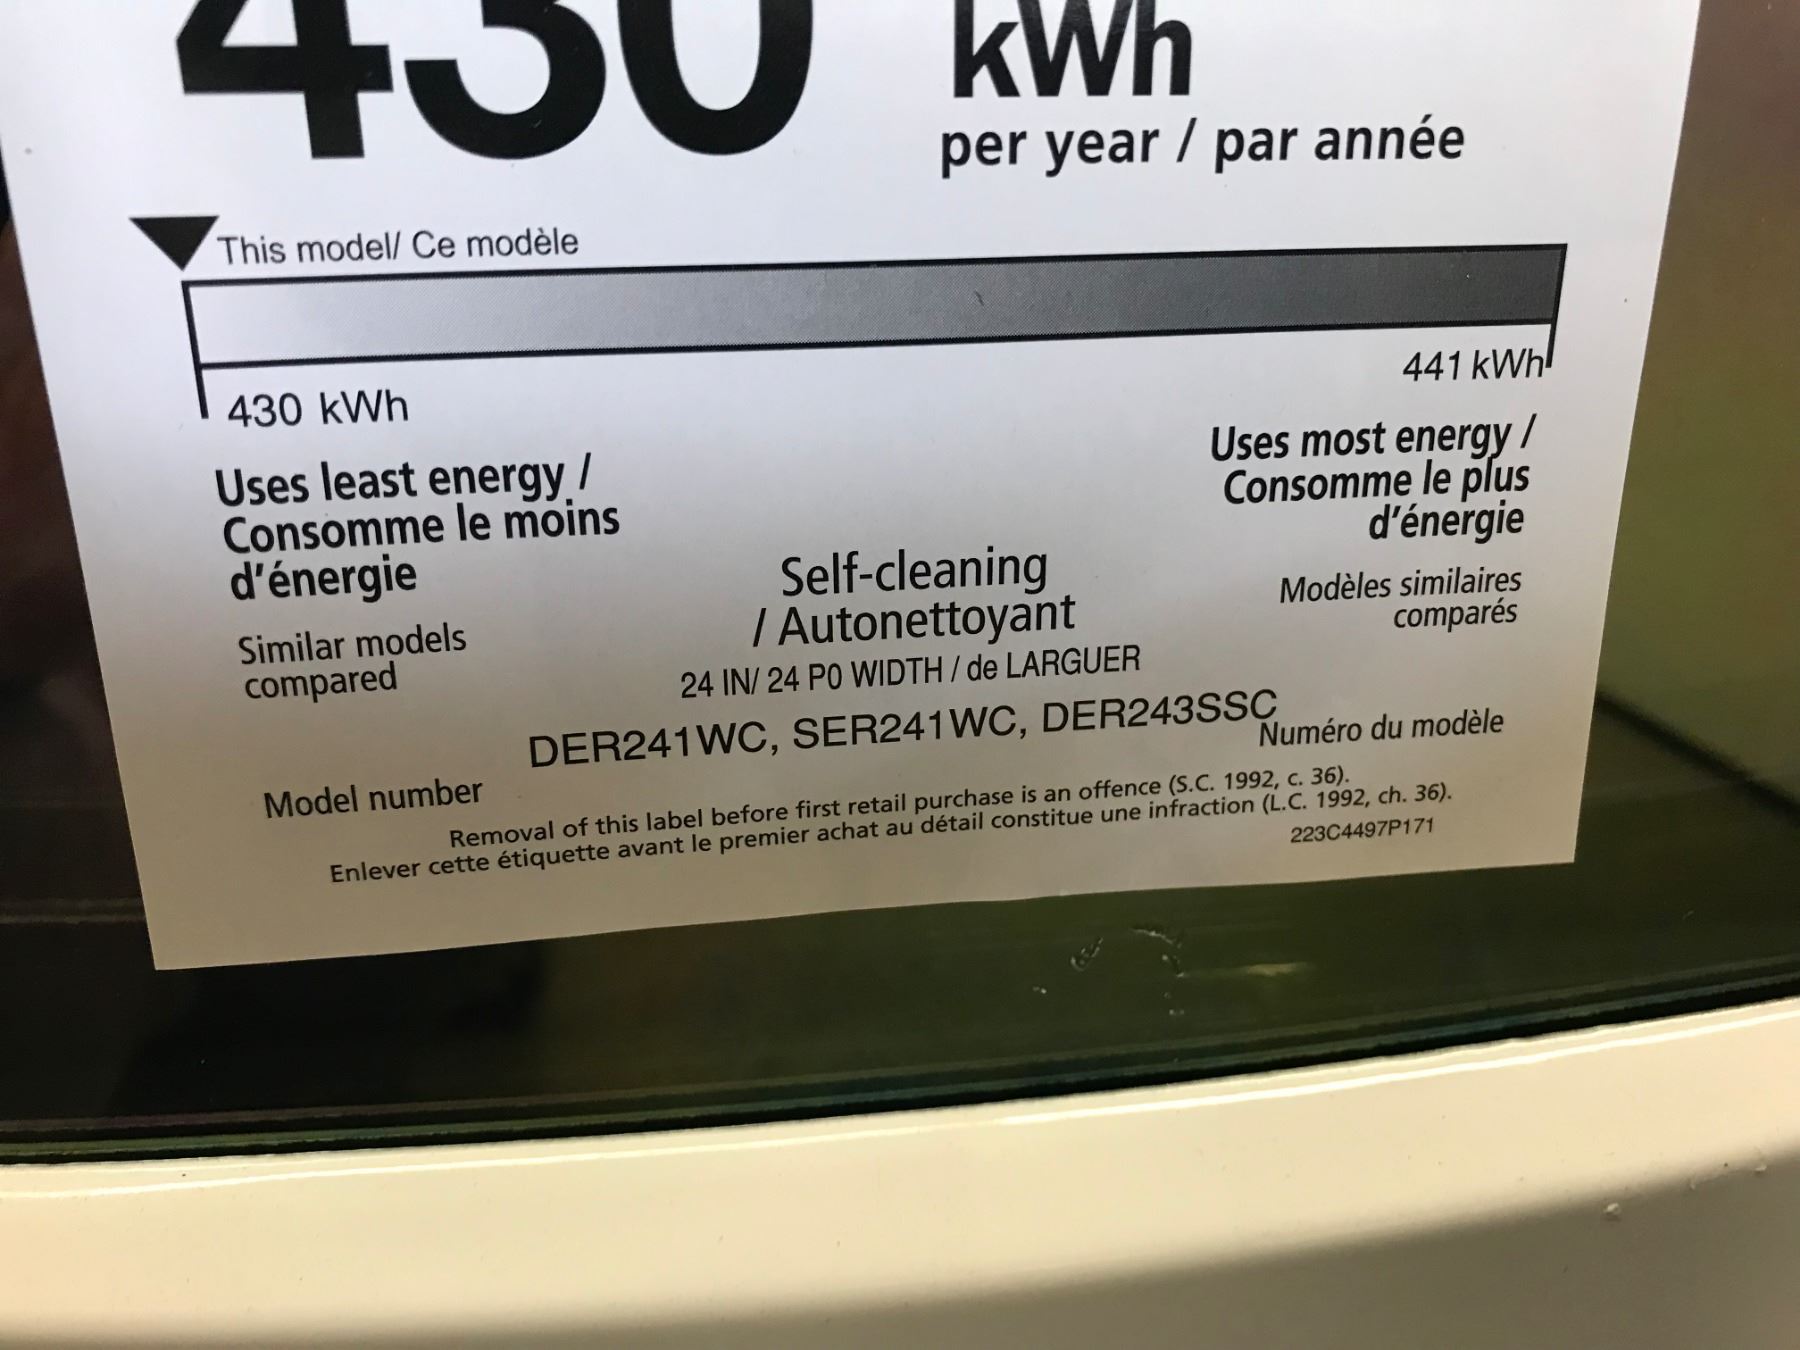 430 kWh
per year / par année
This model/ Ce modèle
430 kWh
441 kWh
Uses least energy /
Consomme le moins
d'énergie
Uses most energy /
Consomme le plus
d'énergie
Similar models
compared
Self-cleaning
/ Autonettoyant
Modèles similaires
comparés
24 IN/ 24 PO WIDTH / de LARGUER
DER241WC, SER241WC, DER243SSC
Model number
Numéro du modèle
Removal of this label before first retail purchase is an offence (S.C. 1992, c. 36).
Enlever cette étiquette avant le premier achat au détail constitue une infraction (L.C. 1992, ch. 36).
223C4497P171